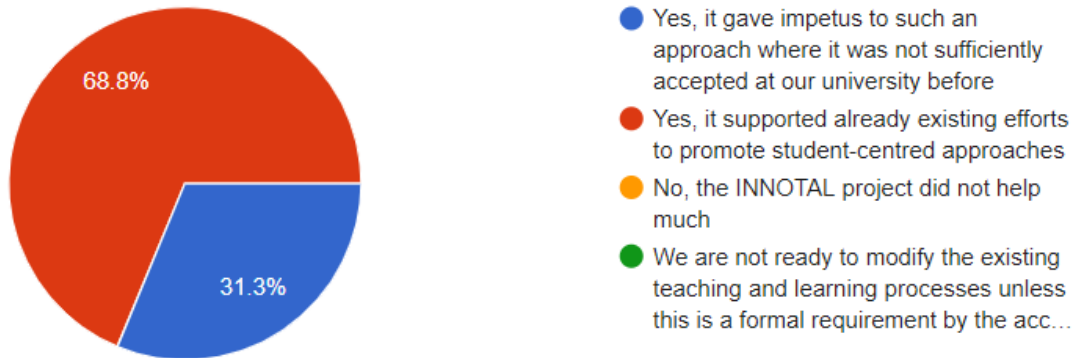 68.8%
31.3%
Yes, it gave impetus to such an
approach where it was not sufficiently
accepted at our university before
Yes, it supported already existing efforts
to promote student-centred approaches
No, the INNOTAL project did not help
much
We are not ready to modify the existing
teaching and learning processes unless
this is a formal requirement by the acc...